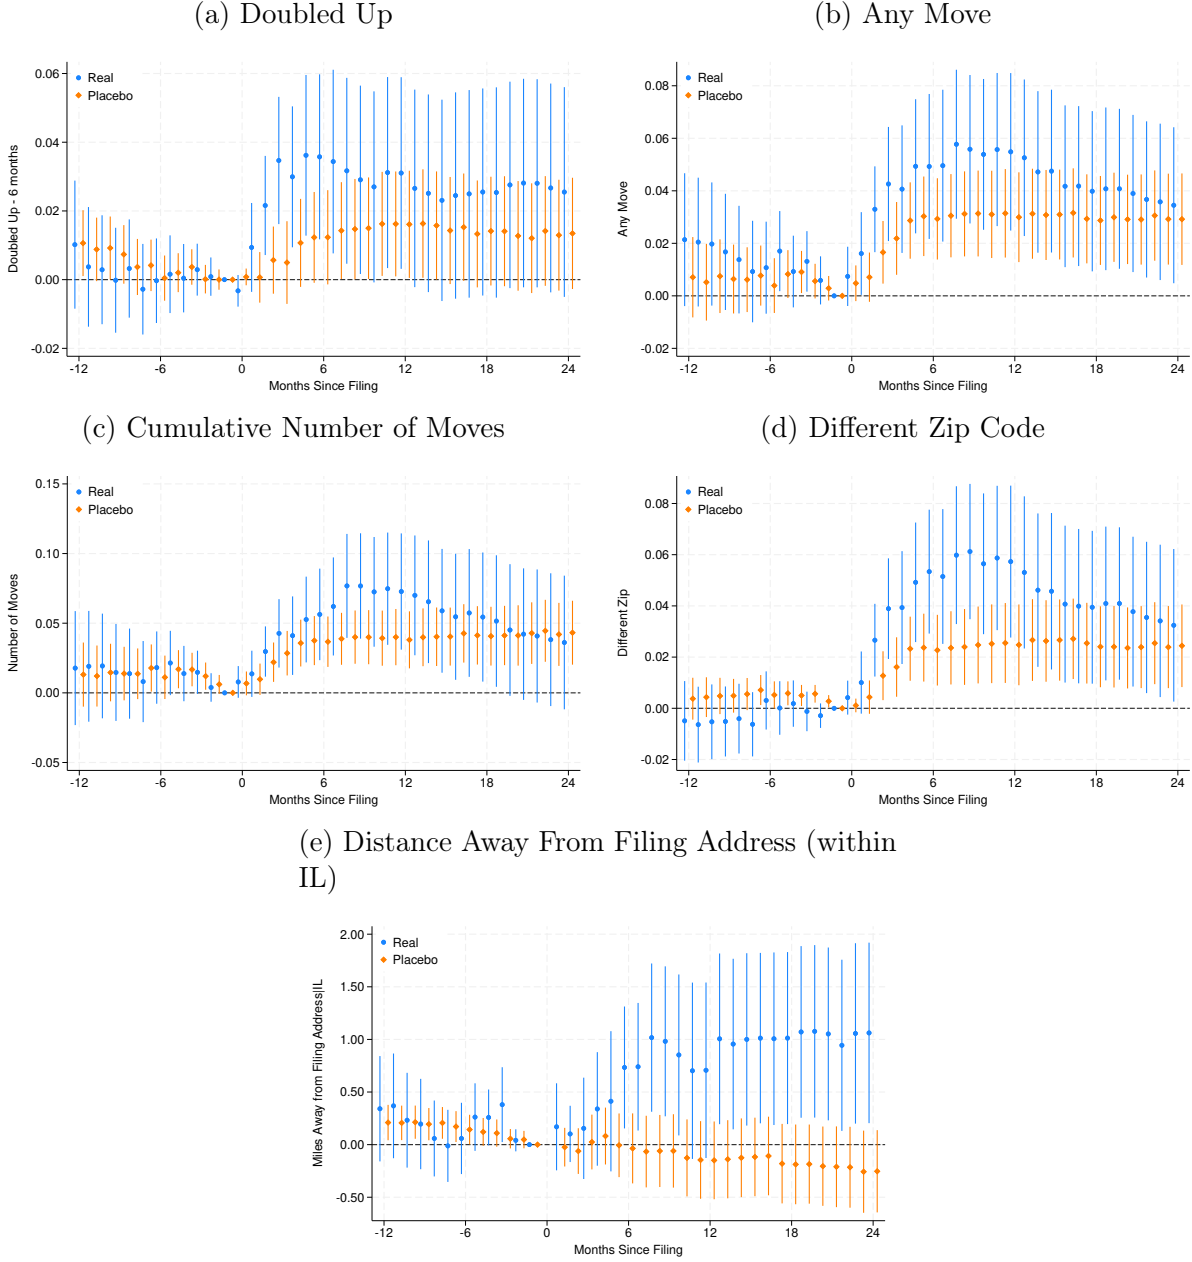 (a) Doubled Up
(b) Any Move
0.06
0.04
0.02
0.00
-0.02
Doubled Up - 6 months
Real
Placebo
-12 -6 0 6 12 18 24
Months Since Filing
0.08
0.06
0.04
0.02
0.00
-0.02
Any Move
Real
Placebo
-12 -6 0 6 12 18 24
Months Since Filing
(c) Cumulative Number of Moves
(d) Different Zip Code
0.15
0.10
0.05
0.00
-0.05
Number of Moves
Real
Placebo
-12 -6 0 6 12 18 24
Months Since Filing
0.08
0.06
0.04
0.02
0.00
-0.02
Different Zip
Real
Placebo
-12 -6 0 6 12 18 24
Months Since Filing
(e) Distance Away From Filing Address (within
IL)
2.00
1.50
1.00
0.50
0.00
-0.50
Miles Away from Filing Address|IL
Real
Placebo
-12 -6 0 6 12 18 24
Months Since Filing